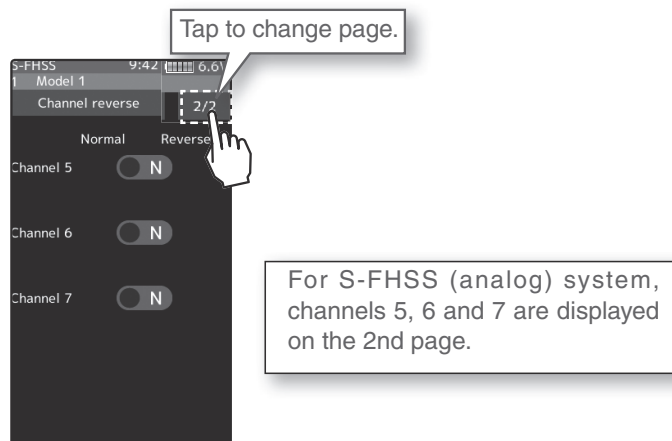 Tap to change page.
S-FHSS 9:42 6.6V
1 Model 1
Channel reverse 2/2
Normal Reverse
Channel 5 N
Channel 6 N
Channel 7 N
For S-FHSS (analog) system,
channels 5, 6 and 7 are displayed
on the 2nd page.